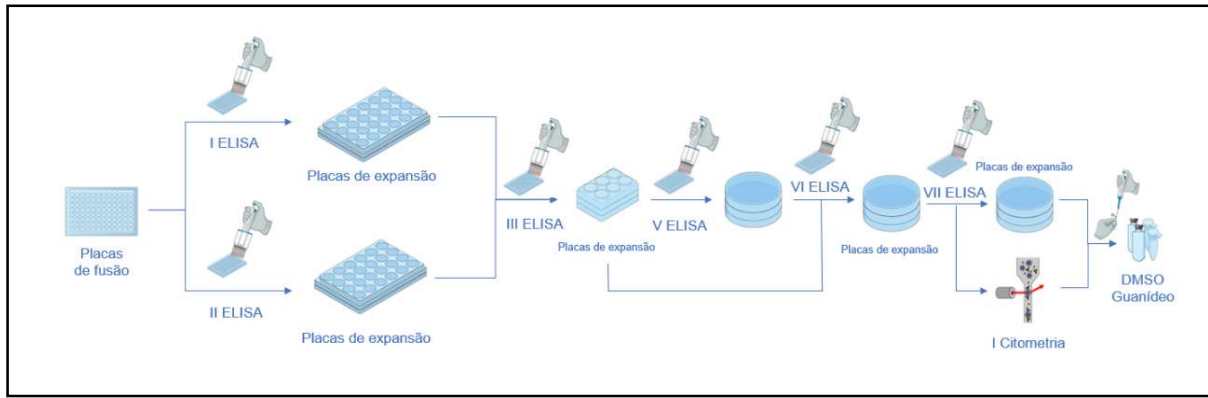 I ELISA
Placas de expansão
Placas
de fusão
II ELISA
Placas de expansão
III ELISA
Placas de expansão
V ELISA
VI ELISA
Placas de expansão
VII ELISA
Placas de expansão
I Citometria
DMSO
Guanídeo